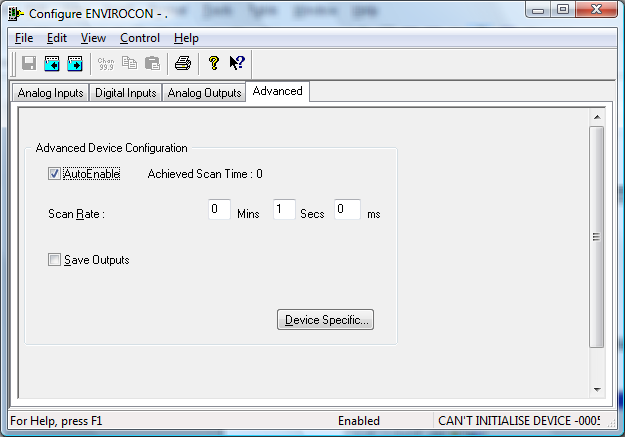 Configure ENVIROCON - .
File Edit View Control Help
Chan 99.9
Analog Inputs Digital Inputs Analog Outputs Advanced
Advanced Device Configuration
AutoEnable Achieved Scan Time : 0
Scan Rate : 0 Mins 1 Secs 0 ms
Save Outputs
Device Specific...
For Help, press F1 Enabled CAN'T INITIALISE DEVICE -0005